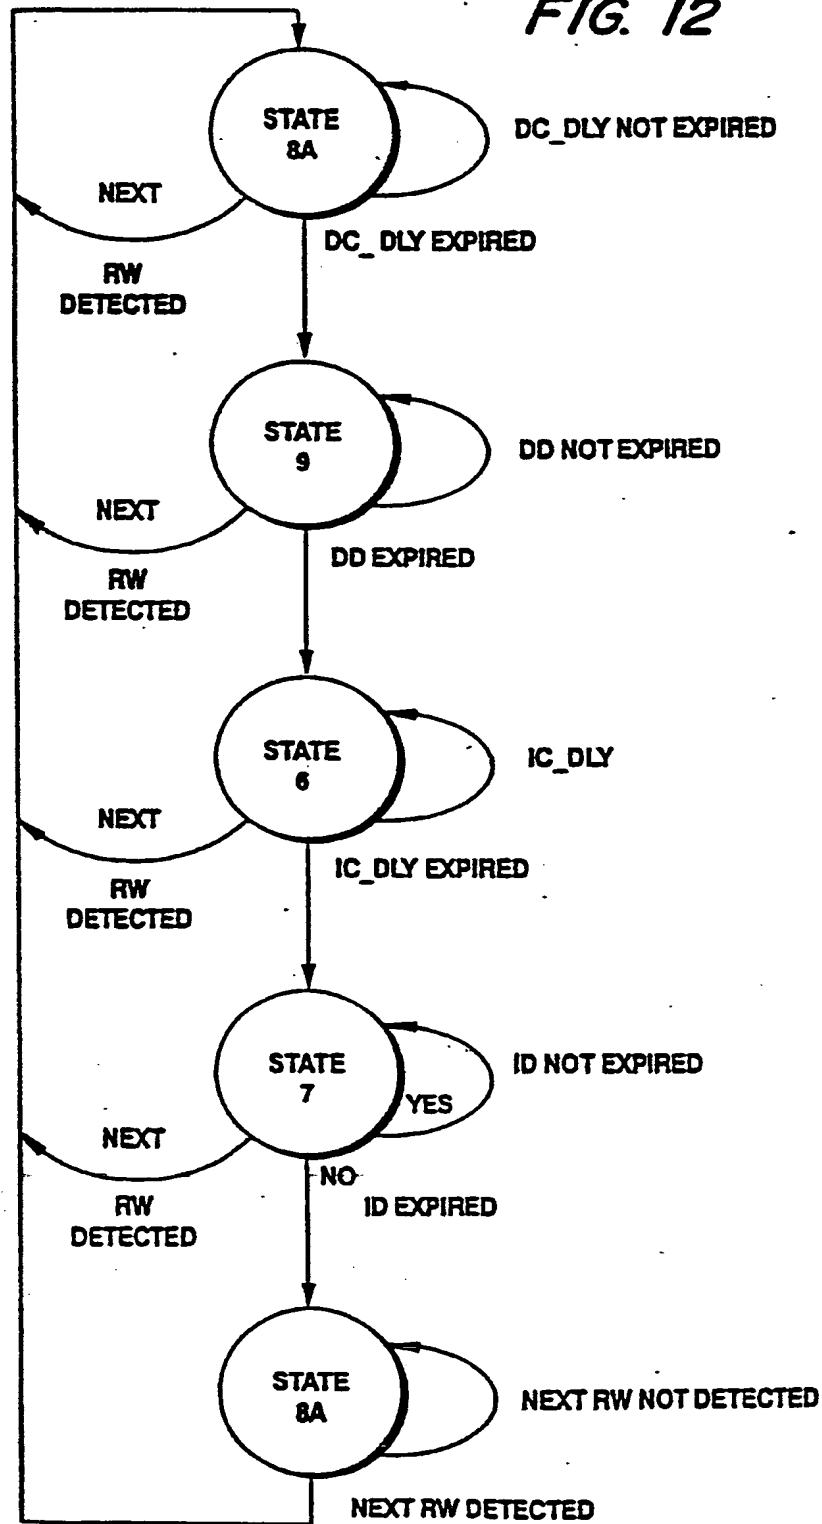 FIG. 12
STATE
8A
DC_DLY NOT EXPIRED
NEXT
RW
DETECTED
DC_ DLY EXPIRED
STATE
9
DD NOT EXPIRED
NEXT
RW
DETECTED
DD EXPIRED
STATE
6
IC_DLY
NEXT
RW
DETECTED
IC_DLY EXPIRED
STATE
7
ID NOT EXPIRED
YES
NEXT
RW
DETECTED
NO
ID EXPIRED
STATE
8A
NEXT RW NOT DETECTED
NEXT RW DETECTED